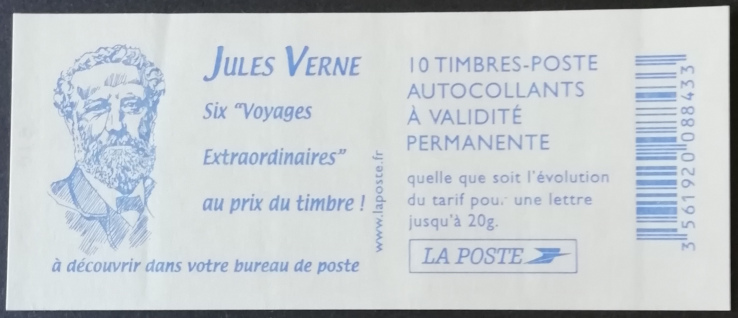 JULES VERNE
Six "Voyages
Extraordinaires"
au prix du timbre !
à découvrir dans votre bureau de poste
www.laposte.fr
10 TIMBRES-POSTE
AUTOCOLLANTS
À VALIDITÉ
PERMANENTE
quelle que soit l'évolution
du tarif pour une lettre
jusqu'à 20g.
LA POSTE
3 561920 088433